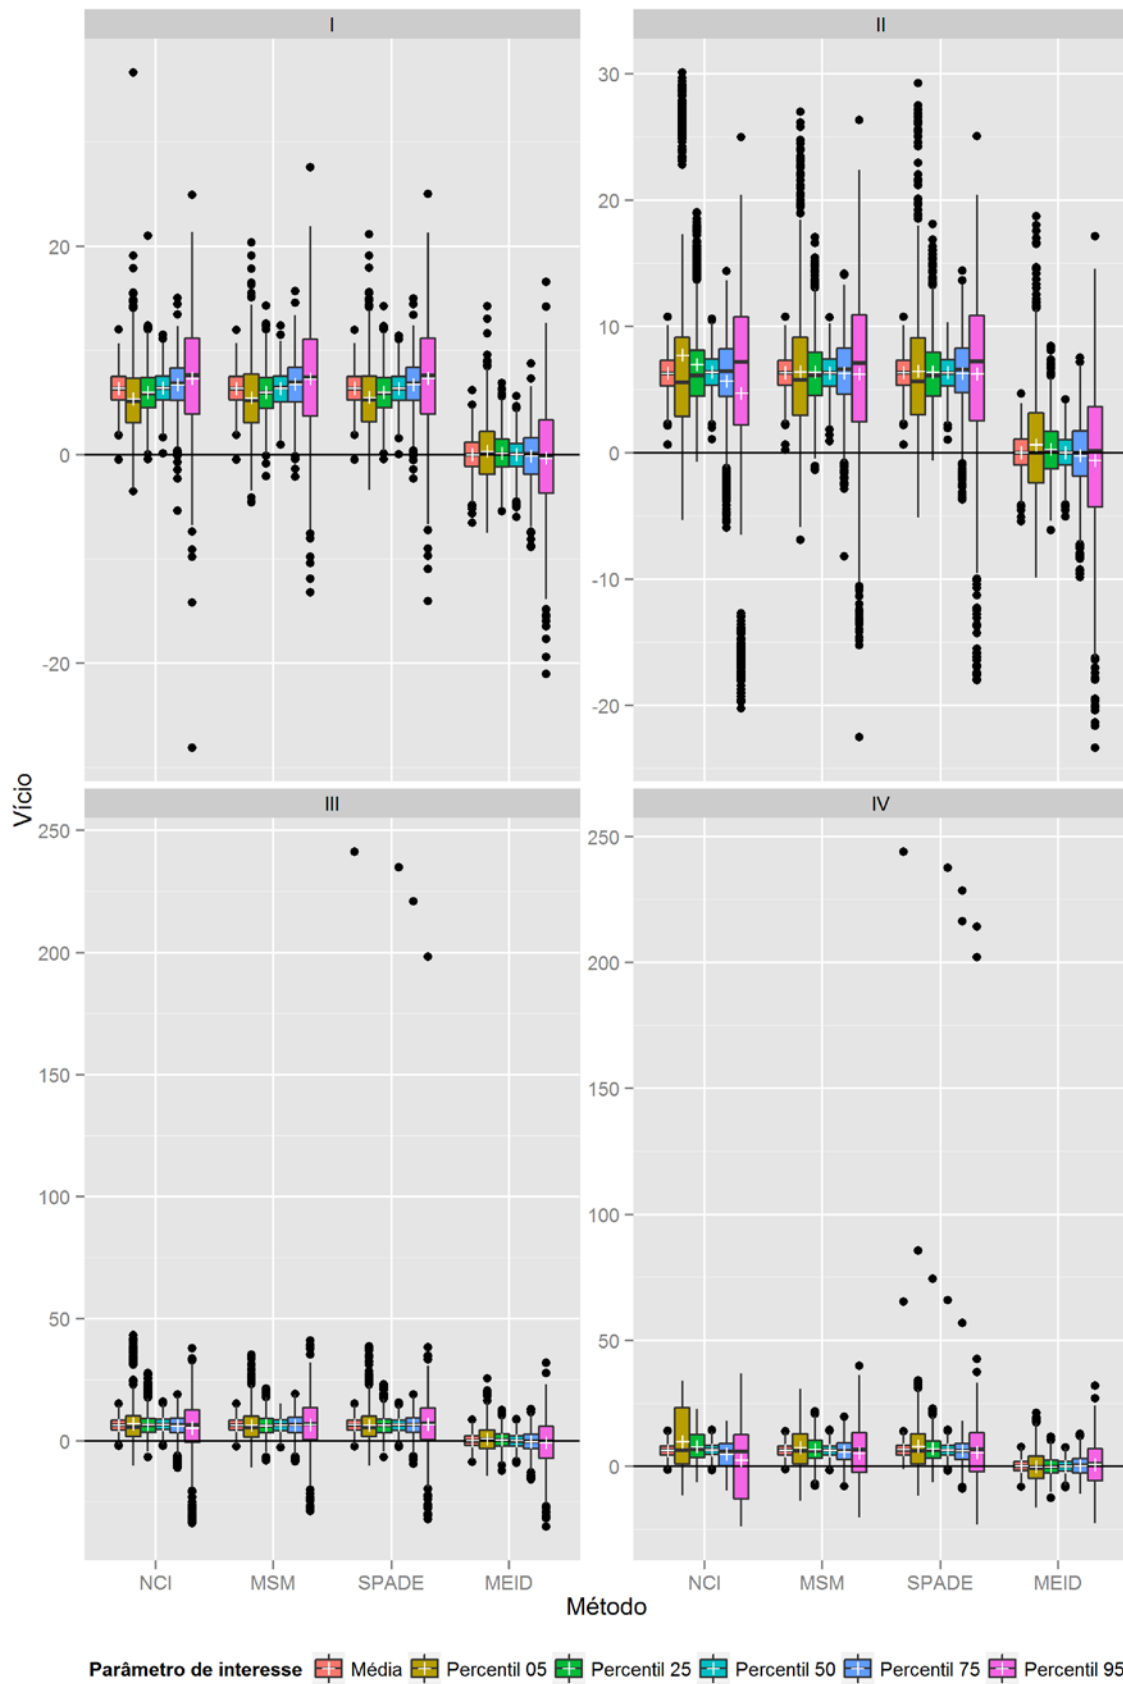 I
II
20
0
-20
30
20
10
0
-10
-20
Vício
III
IV
250
200
150
100
50
0
250
200
150
100
50
0
NCI MSM SPADE MEID
NCI MSM SPADE MEID
Método
Parâmetro de interesse Média Percentil 05 Percentil 25 Percentil 50 Percentil 75 Percentil 95